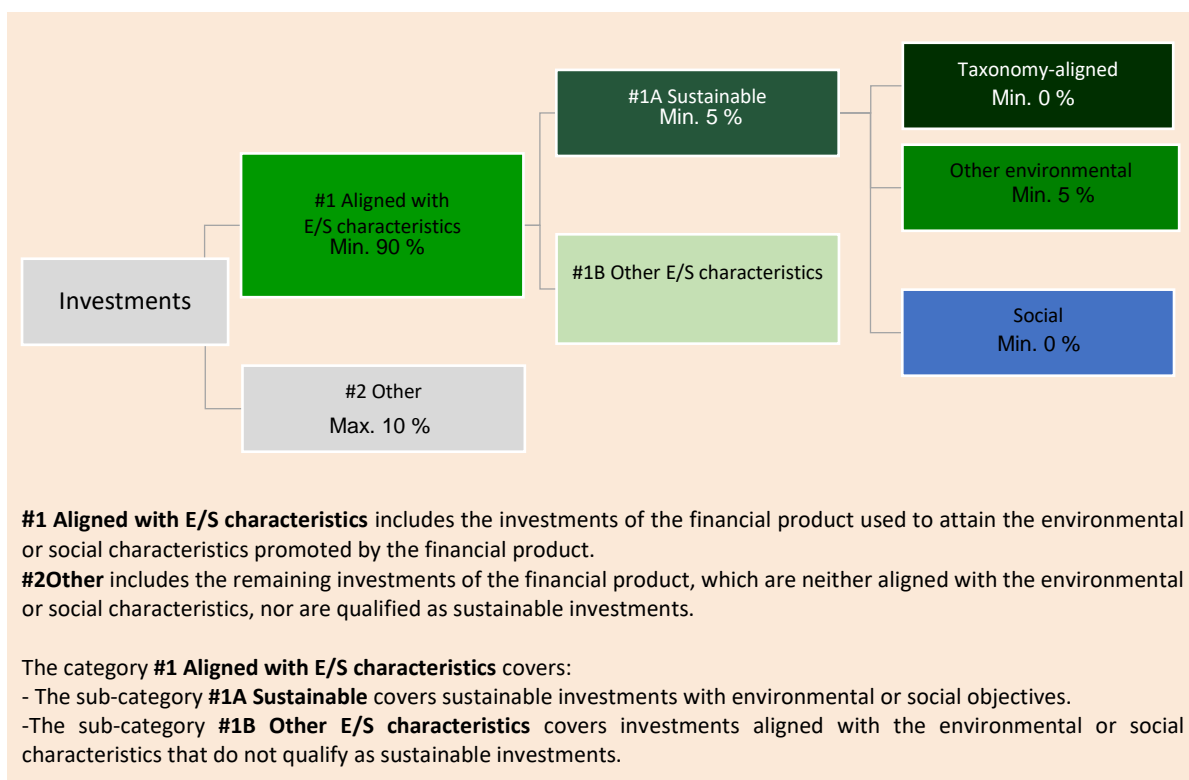 Taxonomy-aligned
Min. 0 %
#1A Sustainable
Min. 5 %
Other environmental
Min. 5 %
#1 Aligned with
E/S characteristics
Min. 90 %
#1B Other E/S characteristics
Investments
Social
Min. 0 %
#2 Other
Max. 10 %
#1 Aligned with E/S characteristics includes the investments of the financial product used to attain the environmental
or social characteristics promoted by the financial product.
#2Other includes the remaining investments of the financial product, which are neither aligned with the environmental
or social characteristics, nor are qualified as sustainable investments.
The category #1 Aligned with E/S characteristics covers:
- The sub-category #1A Sustainable covers sustainable investments with environmental or social objectives.
-The sub-category #1B Other E/S characteristics covers investments aligned with the environmental or social
characteristics that do not qualify as sustainable investments.